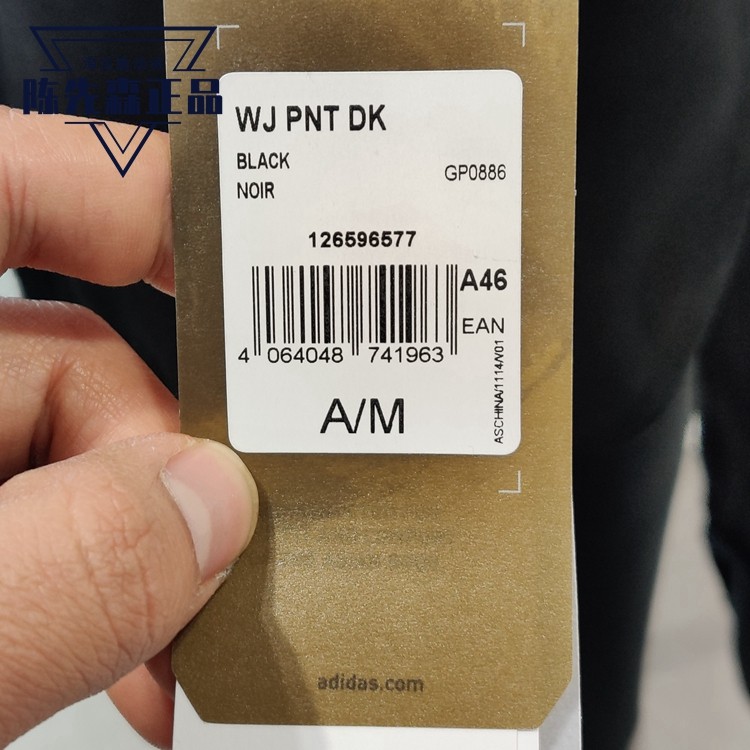 陈先森正品
WJ PNT DK
BLACK
NOIR
GP0886
126596577
A46
EAN
4 064048 741963
A/M
ASCHINA/1114/V01
adidas.com